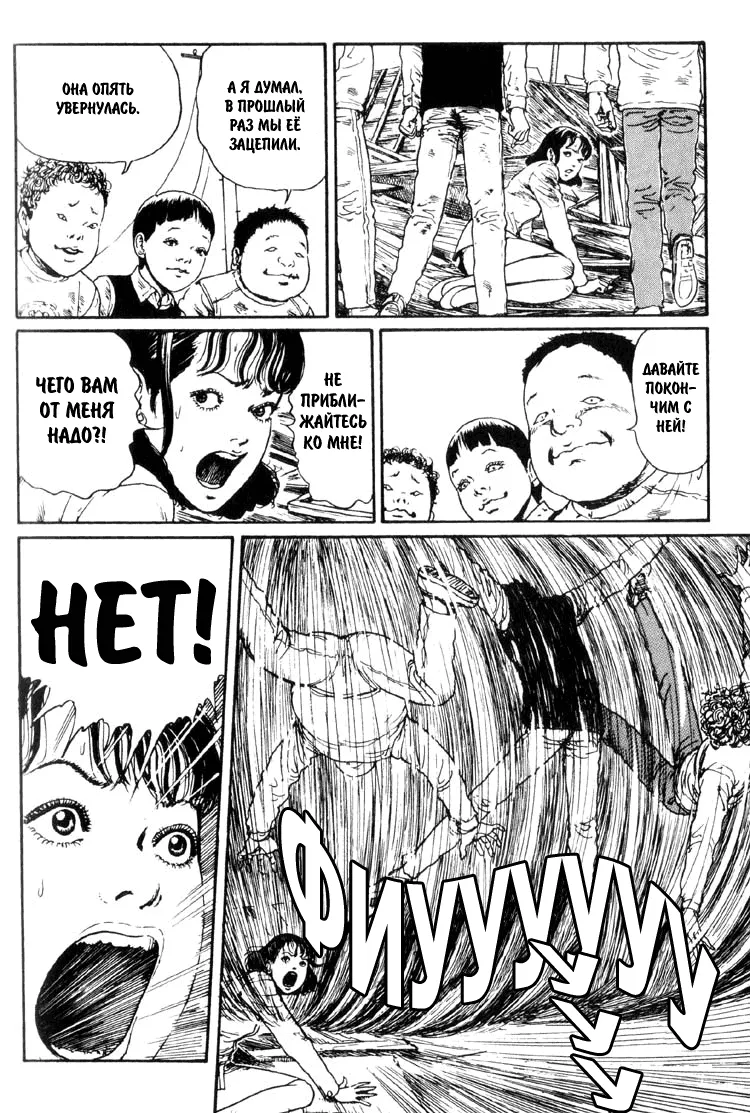 ОНА ОПЯТЬ
УВЕРНУЛАСЬ.
А Я ДУМАЛ,
В ПРОШЛЫЙ
РАЗ МЫ ЕЁ
ЗАЦЕПИЛИ.
ЧЕГО ВАМ
ОТ МЕНЯ
НАДО?!
НЕ
ПРИБЛИ-
ЖАЙТЕСЬ
КО МНЕ!
ДАВАЙТЕ
ПОКОН-
ЧИМ С
НЕЙ!
НЕТ!
ФИУУУУУУУ